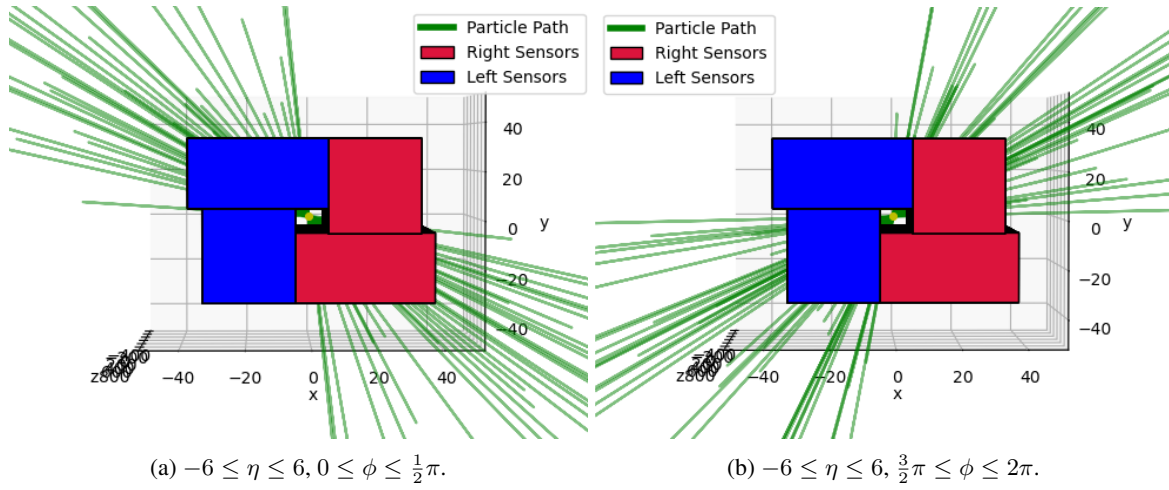 Particle Path
Right Sensors
Left Sensors
40
20
0
y
−20
−40
−40
−20
0
20
40
x
Particle Path
Right Sensors
Left Sensors
40
20
0
y
−20
−40
−40
−20
0
20
40
x
(a) −6 ≤ η ≤ 6, 0 ≤ ϕ ≤ ½π.
(b) −6 ≤ η ≤ 6, 3/2π ≤ ϕ ≤ 2π.